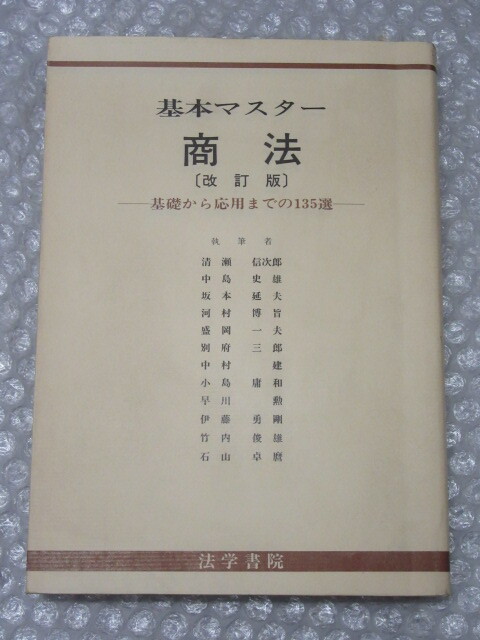 基本マスター
商 法
〔改 訂 版〕
──基礎から応用までの135選──
執 筆 者
清瀬 信次郎
中島 史雄
坂本 延夫
河村 博旨
盛岡 一夫
別府 三郎
中村 建
小島 庸和
早川 勲
伊藤 勇剛
竹内 俊雄
石山 卓磨
法学書院